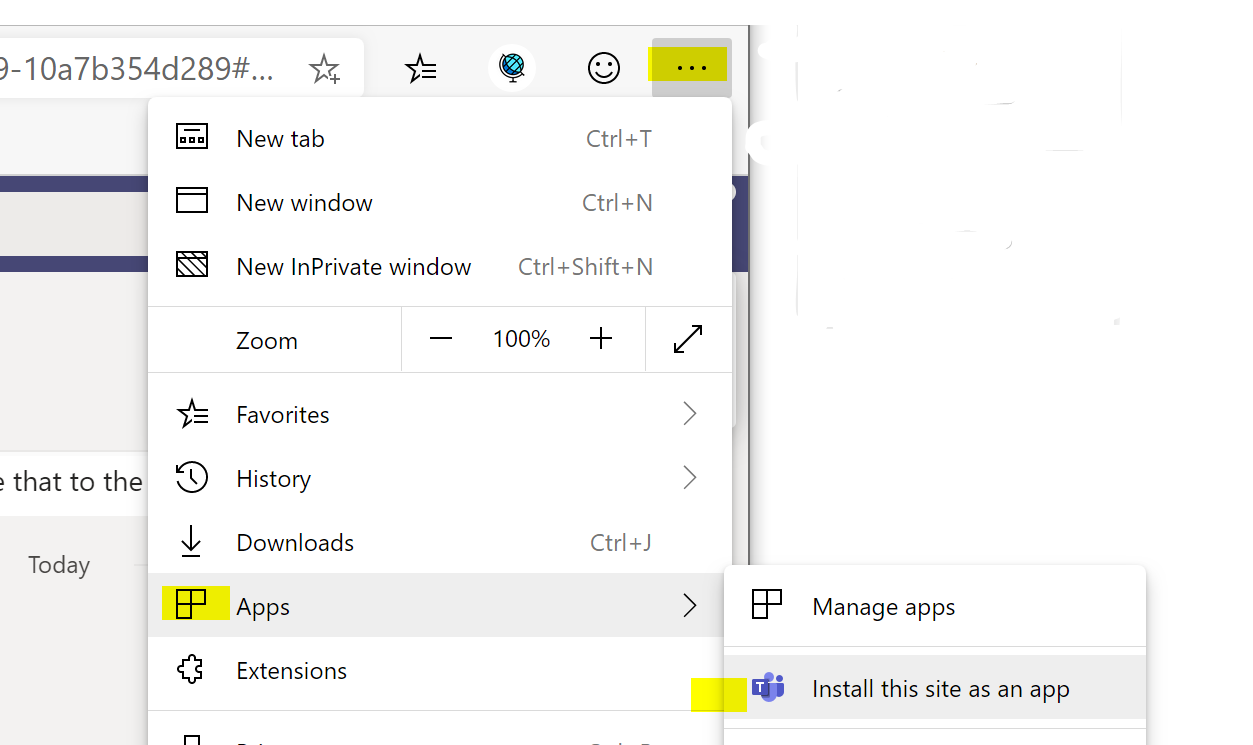 9-10a7b354d289#...
New tab Ctrl+T
New window Ctrl+N
New InPrivate window Ctrl+Shift+N
Zoom 100%
Favorites
History
Downloads Ctrl+J
e that to the
Today
Apps
Manage apps
Extensions
Install this site as an app